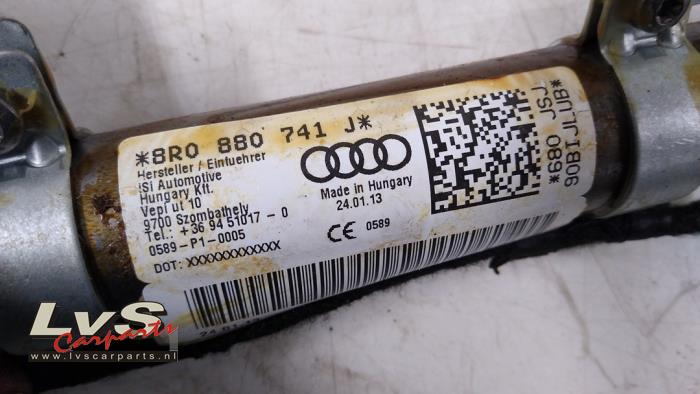 *8R0 880 741 J*
Hersteller / Einfuehrer
iSi Automotive
Hungary Kft.
Vepi ut 10
9700 Szombathely
Tel.: +36 94 51017-0
0589-P1-0005
DOT: XXXXXXXXXXXX
Made in Hungary
24.01.13
CE 0589
*680 JSJ
90BIJLUB*
LvS
Carparts
www.lvscarparts.nl